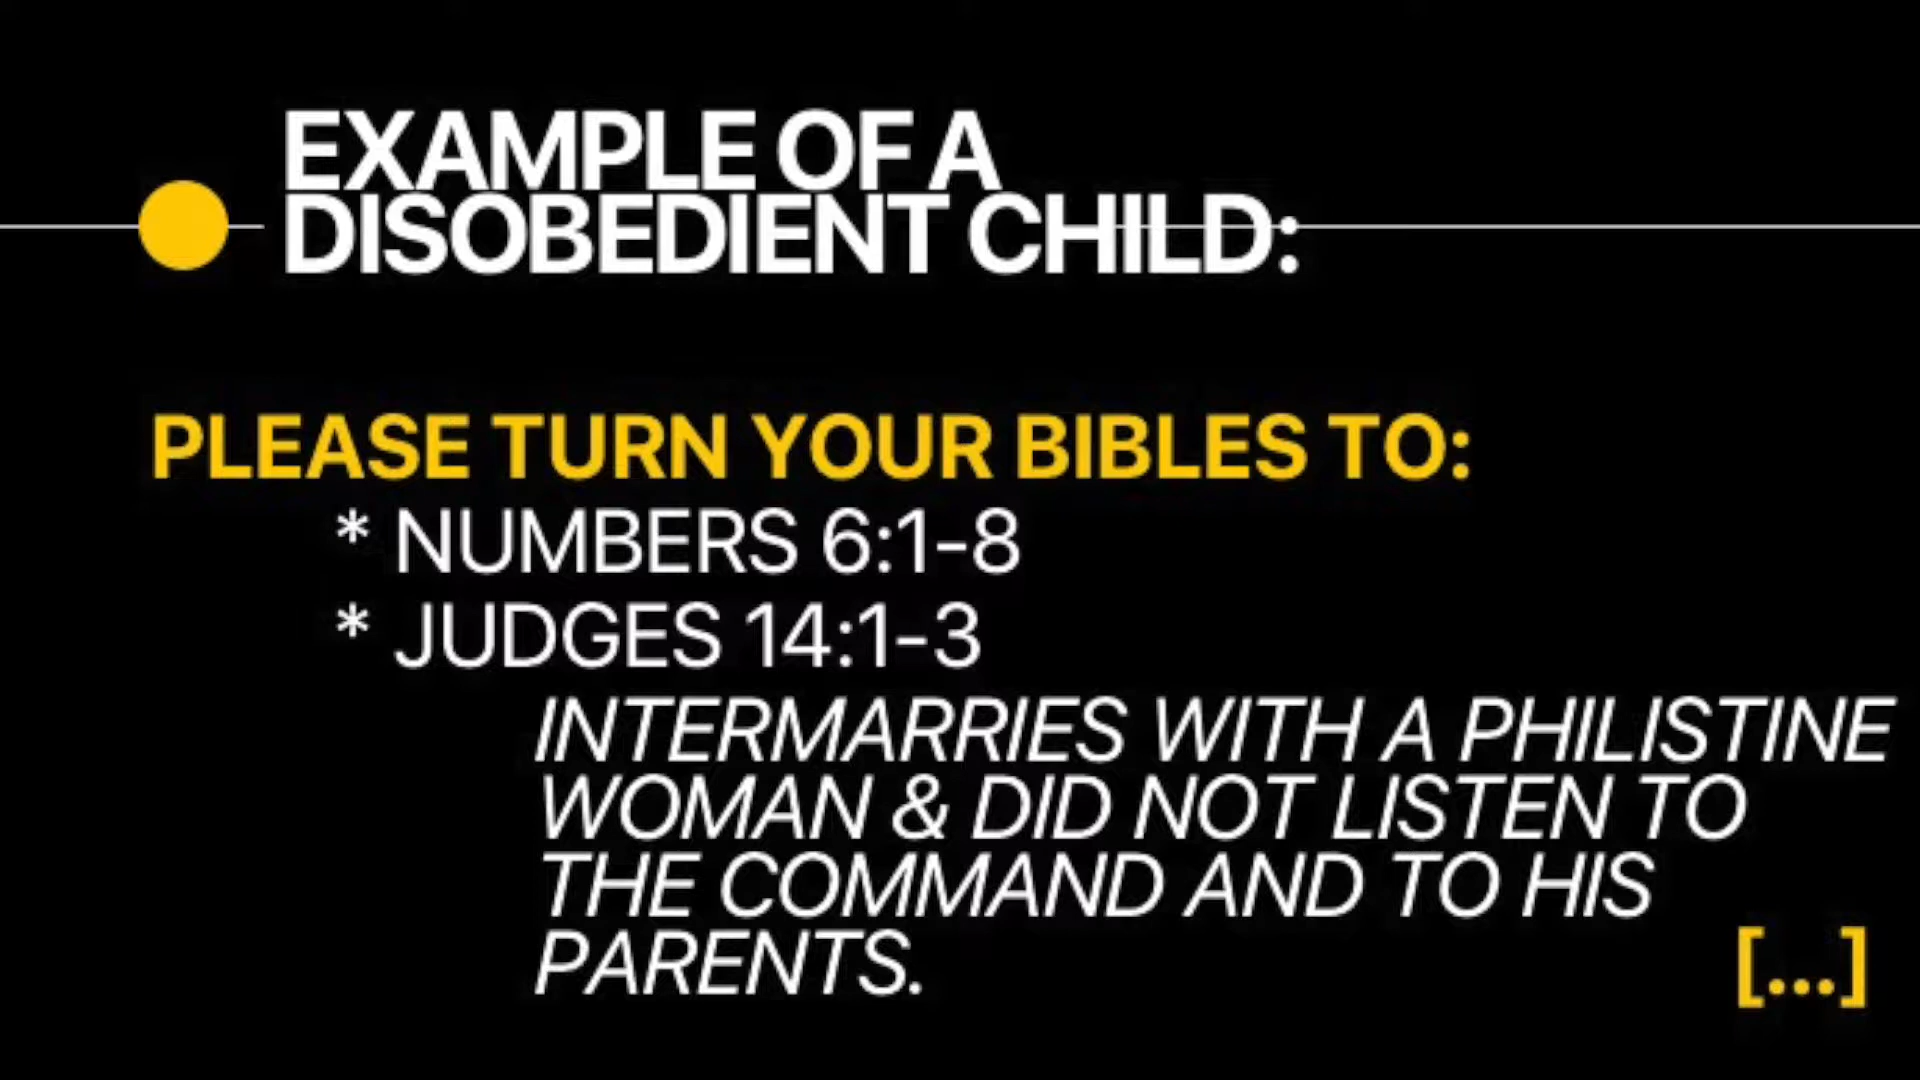 EXAMPLE OF A
DISOBEDIENT CHILD:
PLEASE TURN YOUR BIBLES TO:
* NUMBERS 6:1-8
* JUDGES 14:1-3
INTERMARRIES WITH A PHILISTINE
WOMAN & DID NOT LISTEN TO
THE COMMAND AND TO HIS
PARENTS.
[...]